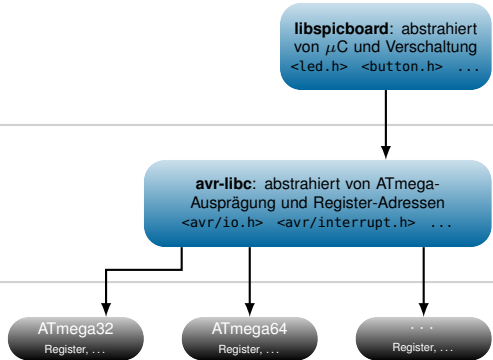 libspicboard: abstrahiert
von μC und Verschaltung
<led.h> <button.h> ...
avr-libc: abstrahiert von ATmega-
Ausprägung und Register-Adressen
<avr/io.h> <avr/interrupt.h> ...
ATmega32
Register, ...
ATmega64
Register, ...
...
Register, ...